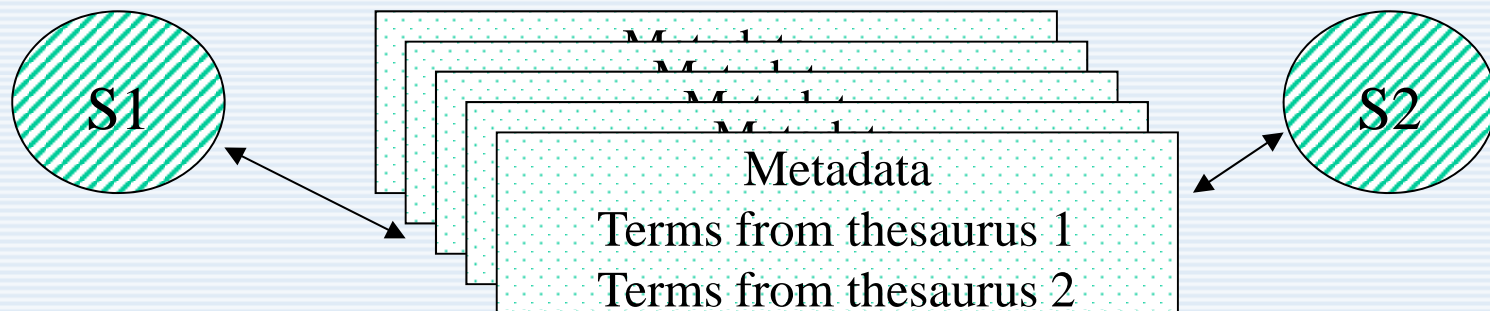 S1
S2
Metadata
Terms from thesaurus 1
Terms from thesaurus 2